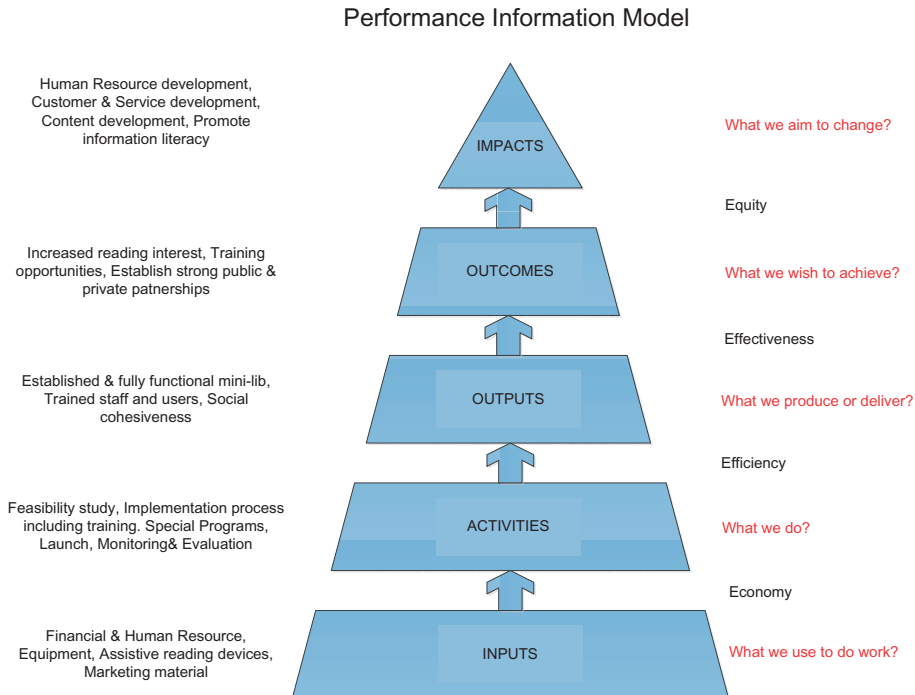 Performance Information Model
Human Resource development,
Customer & Service development,
Content development, Promote
information literacy
IMPACTS
What we aim to change?
Equity
Increased reading interest, Training
opportunities, Establish strong public &
private patnerships
OUTCOMES
What we wish to achieve?
Effectiveness
Established & fully functional mini-lib,
Trained staff and users, Social
cohesiveness
OUTPUTS
What we produce or deliver?
Efficiency
Feasibility study, Implementation process
including training. Special Programs,
Launch, Monitoring& Evaluation
ACTIVITIES
What we do?
Economy
Financial & Human Resource,
Equipment, Assistive reading devices,
Marketing material
INPUTS
What we use to do work?